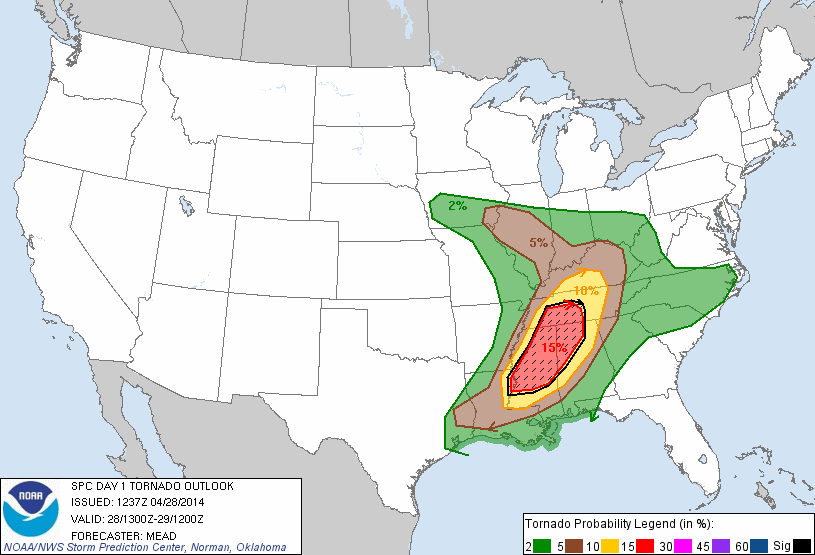 2%
5%
10%
15%
NOAA
SPC DAY 1 TORNADO OUTLOOK
ISSUED: 1237Z 04/28/2014
VALID: 28/1300Z-29/1200Z
FORECASTER: MEAD
NOAA/NWS Storm Prediction Center, Norman, Oklahoma
Tornado Probability Legend (in %):
2 5 10 15 30 45 60 Sig